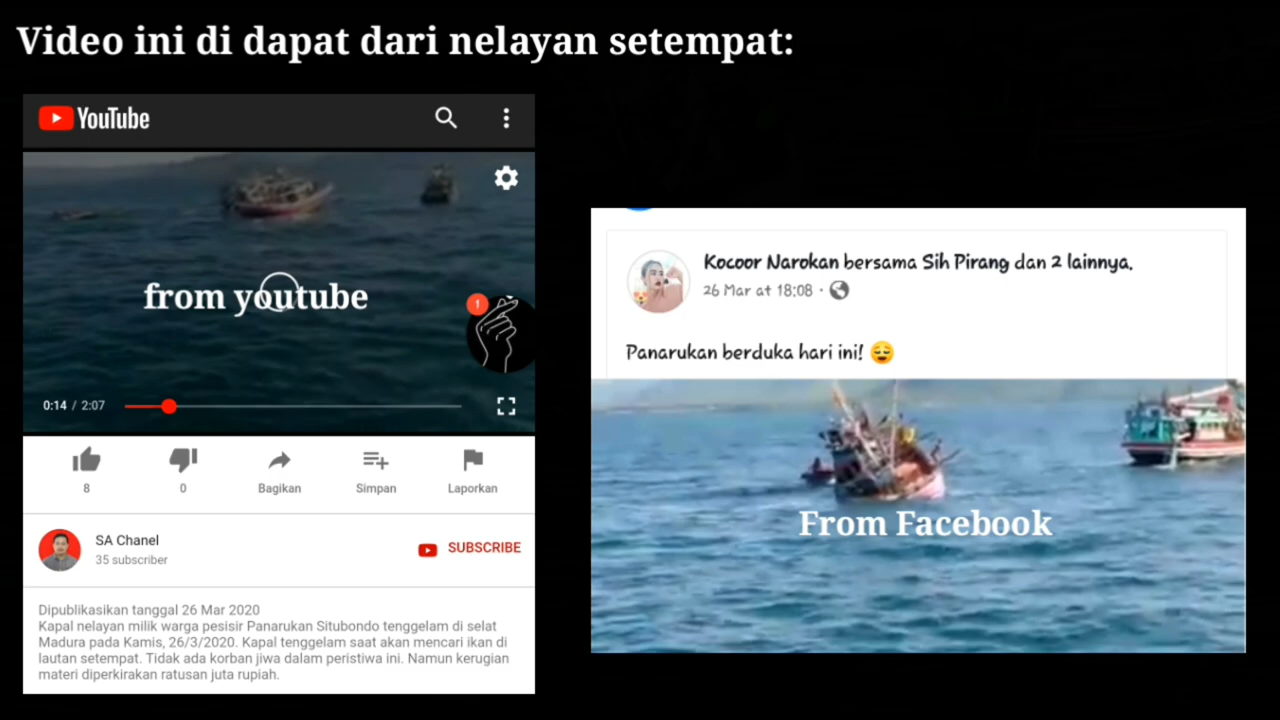 Video ini di dapat dari nelayan setempat:
YouTube
from youtube
1
0:14 / 2:07
8
0
Bagikan
Simpan
Laporkan
SA Chanel
35 subscriber
SUBSCRIBE
Dipublikasikan tanggal 26 Mar 2020
Kapal nelayan milik warga pesisir Panarukan Situbondo tenggelam di selat
Madura pada Kamis, 26/3/2020. Kapal tenggelam saat akan mencari ikan di
lautan setempat. Tidak ada korban jiwa dalam peristiwa ini. Namun kerugian
materi diperkirakan ratusan juta rupiah.
Kocoor Narokan bersama Sih Pirang dan 2 lainnya.
26 Mar at 18:08 ·
Panarukan berduka hari ini! 😌
From Facebook